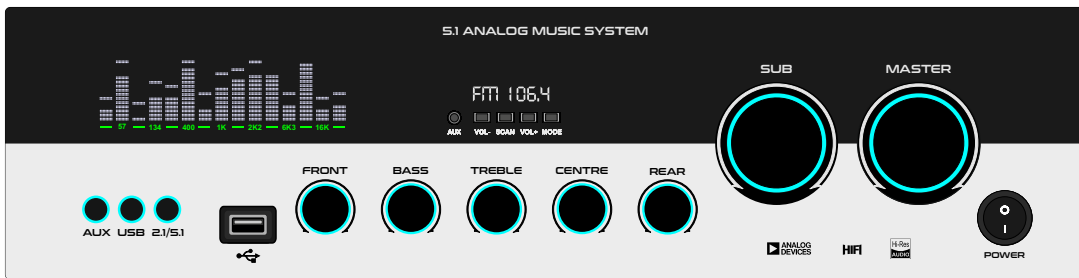 5.1 ANALOG MUSIC SYSTEM
SUB
MASTER
FM 106.4
57 134 400 1K 2K2 6K3 16K
AUX VOL- SCAN VOL+ MODE
FRONT BASS TREBLE CENTRE REAR
AUX USB 2.1/5.1
ANALOG
DEVICES
HIFI
Hi-Res
AUDIO
POWER